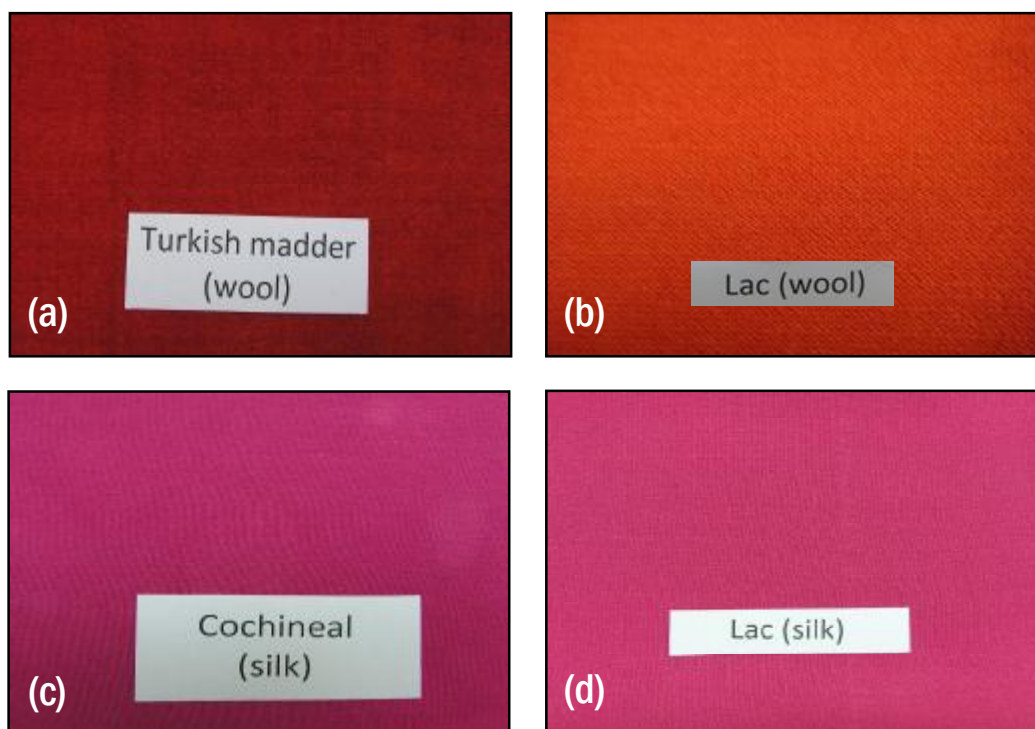 Turkish madder
(wool)
(a)
Lac (wool)
(b)
Cochineal
(silk)
(c)
Lac (silk)
(d)